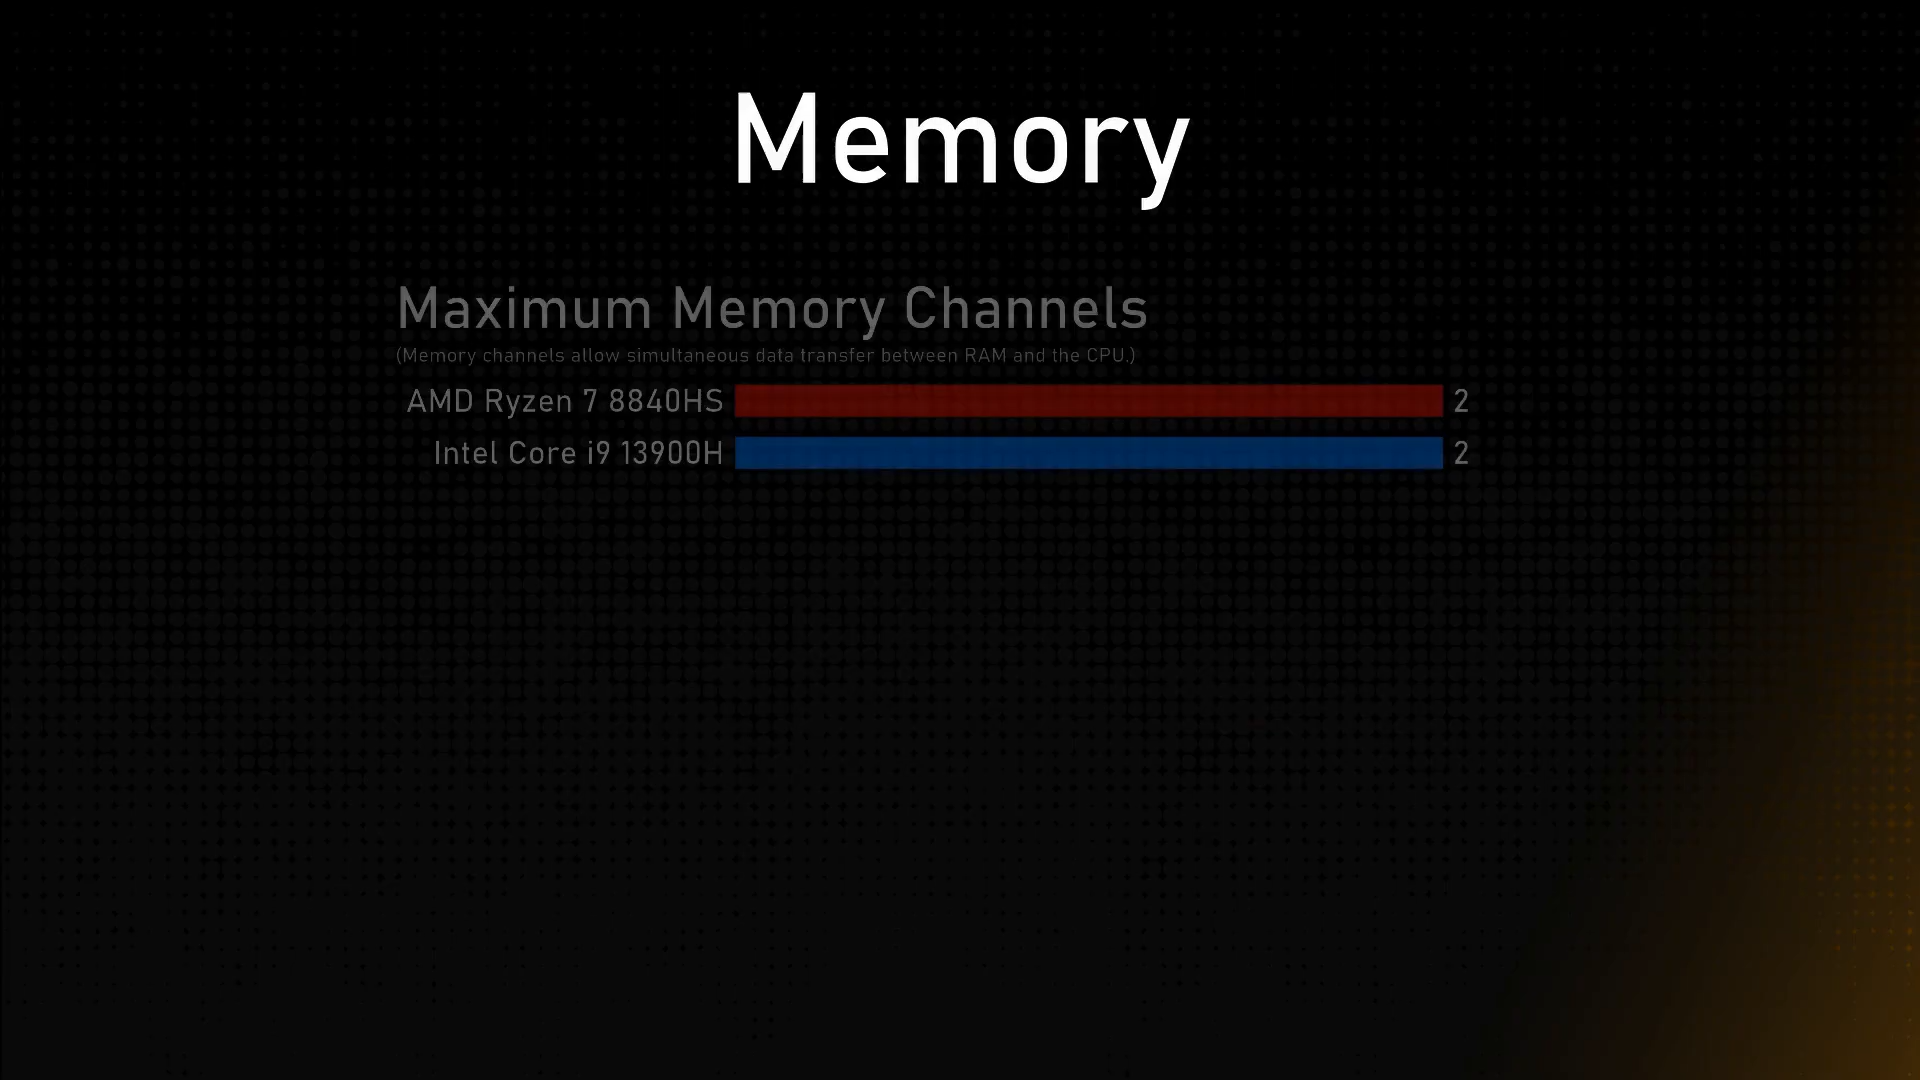 Memory
Maximum Memory Channels
(Memory channels allow simultaneous data transfer between RAM and the CPU.)
AMD Ryzen 7 8840HS 2
Intel Core i9 13900H 2